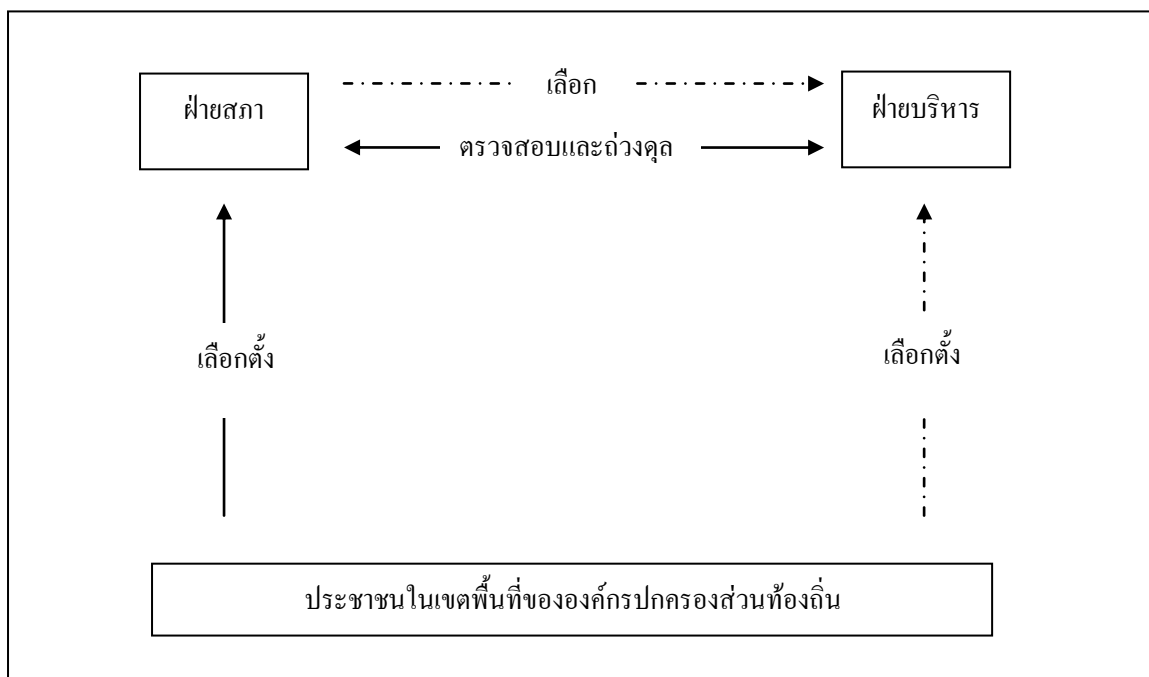 เลือก
ฝ่ายสภา
ฝ่ายบริหาร
ตรวจสอบและถ่วงดุล
เลือกตั้ง
เลือกตั้ง
ประชาชนในเขตพื้นที่ขององค์กรปกครองส่วนท้องถิ่น